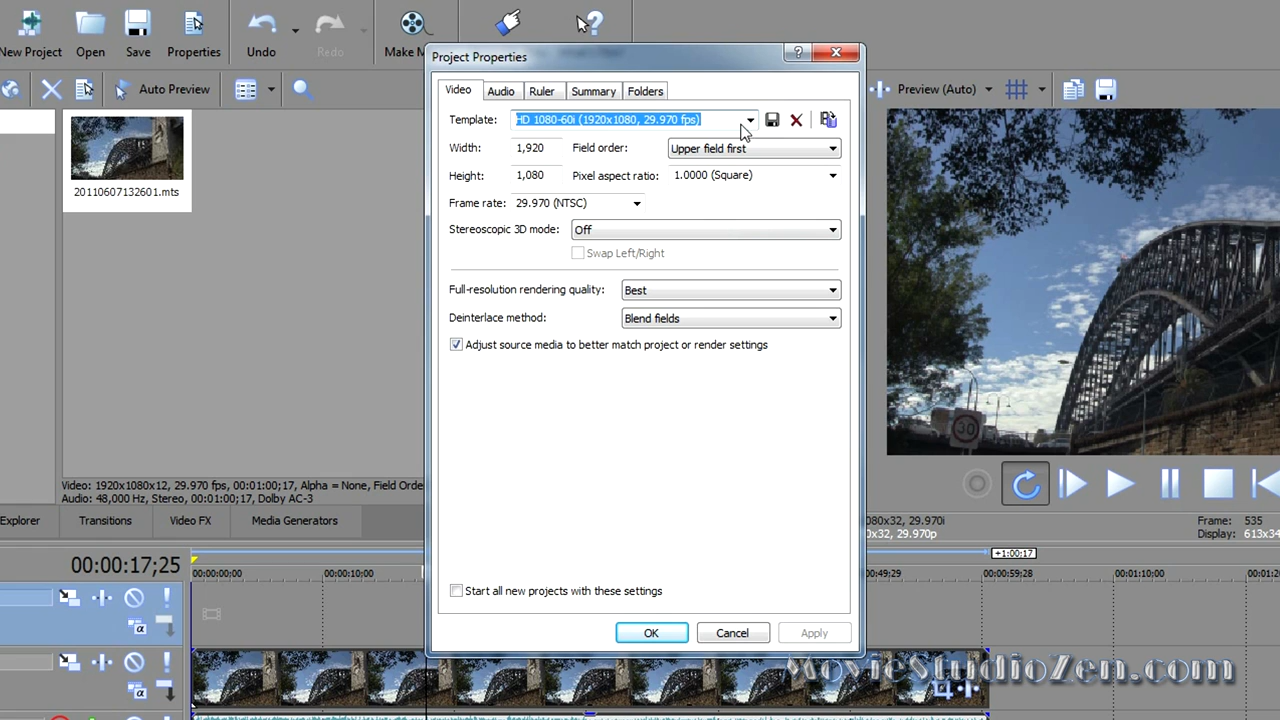 New Project
Open
Save
Properties
Undo
Redo
Make M
Auto Preview
Project Properties
Video
Audio
Ruler
Summary
Folders
Template:
HD 1080-60i (1920x1080, 29.970 fps)
Width:
1,920
Field order:
Upper field first
Height:
1,080
Pixel aspect ratio:
1.0000 (Square)
Frame rate:
29.970 (NTSC)
Stereoscopic 3D mode:
Off
Swap Left/Right
Full-resolution rendering quality:
Best
Deinterlace method:
Blend fields
Adjust source media to better match project or render settings
Start all new projects with these settings
OK
Cancel
Apply
Preview (Auto)
20110607132601.mts
30
Video: 1920x1080x12, 29.970 fps, 00:01:00;17, Alpha = None, Field Orde
Audio: 48,000 Hz, Stereo, 00:01:00;17, Dolby AC-3
Explorer
Transitions
Video FX
Media Generators
080x32, 29.970i
0x32, 29.970p
Frame: 535
Display: 613x34
00:00:17;25
+1:00;17
00:00:00;00
00:00:10;00
00:00:49;29
00:00:59;28
00:01:10;00
00:01:2
MovieStudioZen.com